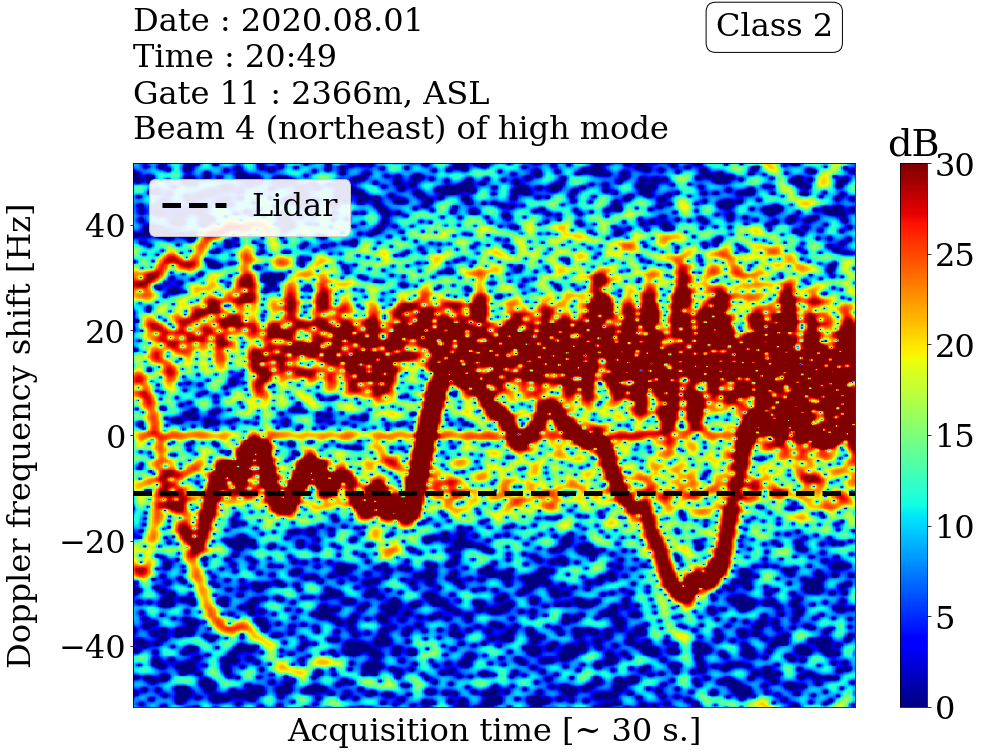 Date : 2020.08.01
Time : 20:49
Gate 11 : 2366m, ASL
Beam 4 (northeast) of high mode
Class 2
dB
Lidar
Doppler frequency shift [Hz]
40
20
0
−20
−40
30
25
20
15
10
5
0
Acquisition time [~ 30 s.]